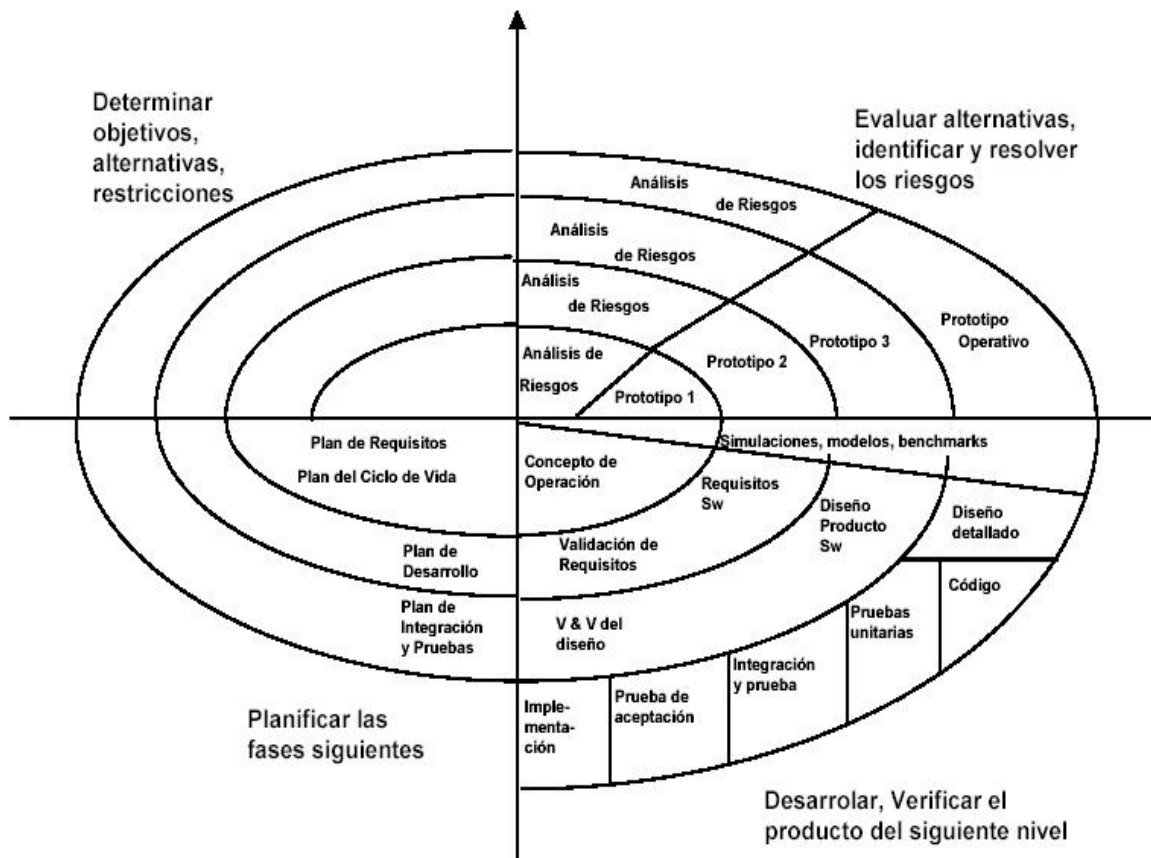 Determinar
objetivos,
alternativas,
restricciones
Evaluar alternativas,
identificar y resolver
los riesgos
Análisis
de Riesgos
Análisis
de Riesgos
Análisis
de Riesgos
Análisis de
Riesgos
Prototipo 1
Prototipo 2
Prototipo 3
Prototipo
Operativo
Simulaciones, modelos, benchmarks
Plan de Requisitos
Plan del Ciclo de Vida
Concepto de
Operación
Requisitos
Sw
Diseño
Producto
Sw
Diseño
detallado
Plan de
Desarrollo
Validación de
Requisitos
Código
Plan de
Integración
y Pruebas
V & V del
diseño
Pruebas
unitarias
Integración
y prueba
Prueba de
aceptación
Imple-
menta-
ción
Planificar las
fases siguientes
Desarrolar, Verificar el
producto del siguiente nivel